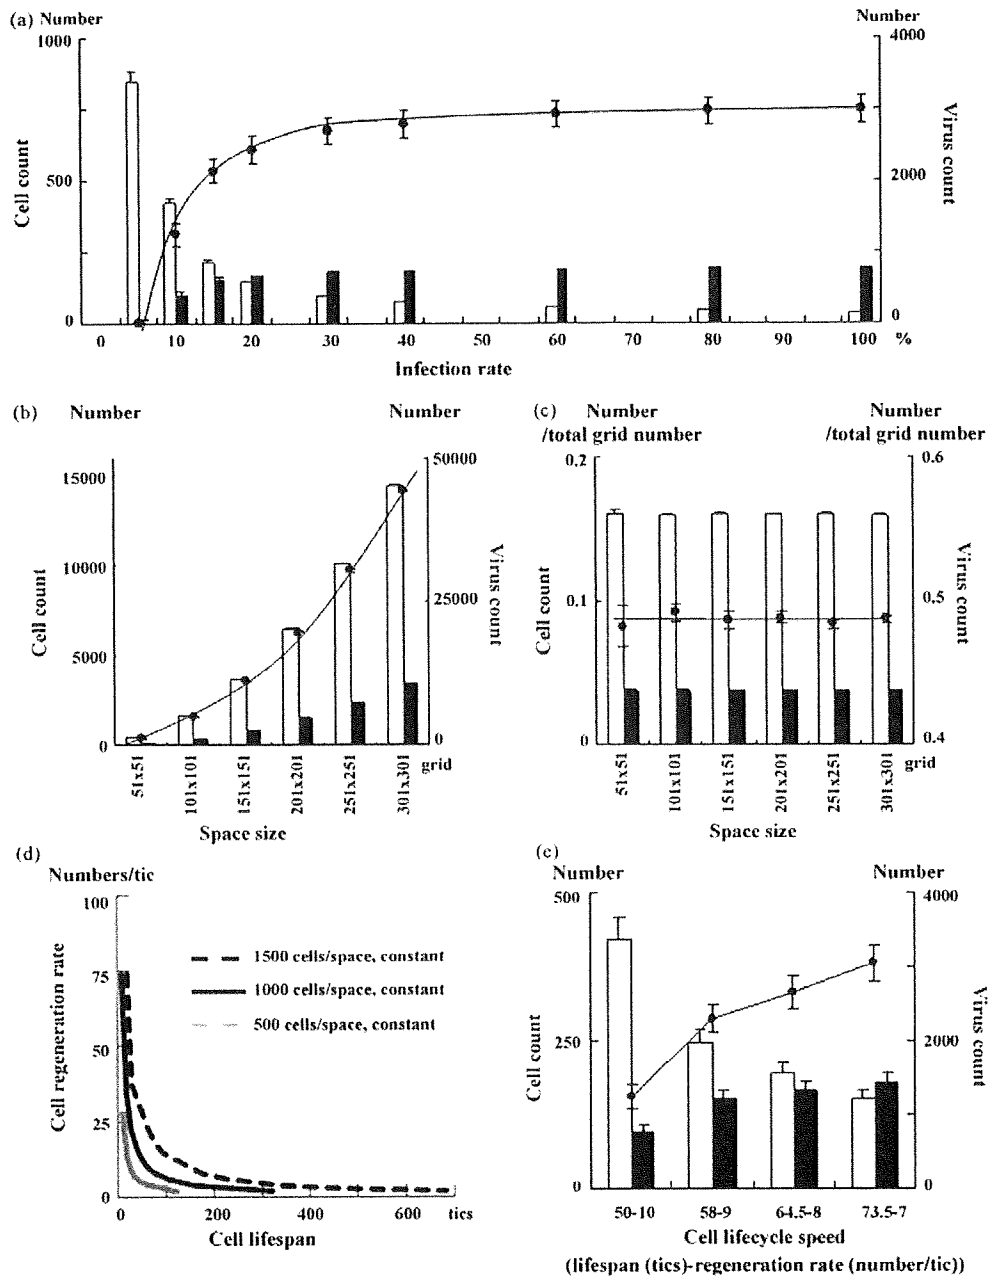 (a) Number Number
1000 4000
500 2000
0 0
Cell count
Virus count
0 10 20 30 40 50 60 70 80 90 100 %
Infection rate
(b) Number Number
15000 50000
10000 25000
5000
0 0
Cell count
Virus count
51x51 101x101 151x151 201x201 251x251 301x301 grid
Space size
(c) Number Number
/total grid number /total grid number
0.2 0.6
0.1 0.5
0 0.4
Cell count
Virus count
51x51 101x101 151x151 201x201 251x251 301x301 grid
Space size
(d)
Numbers/tic
100
75
50
25
0
Cell regeneration rate
1500 cells/space, constant
1000 cells/space, constant
500 cells/space, constant
0 200 400 600 tics
Cell lifespan
(e)
Number Number
500 4000
250 2000
0 0
Cell count
Virus count
50-10 58-9 64.5-8 73.5-7
Cell lifecycle speed
(lifespan (tics)-regeneration rate (number/tic))